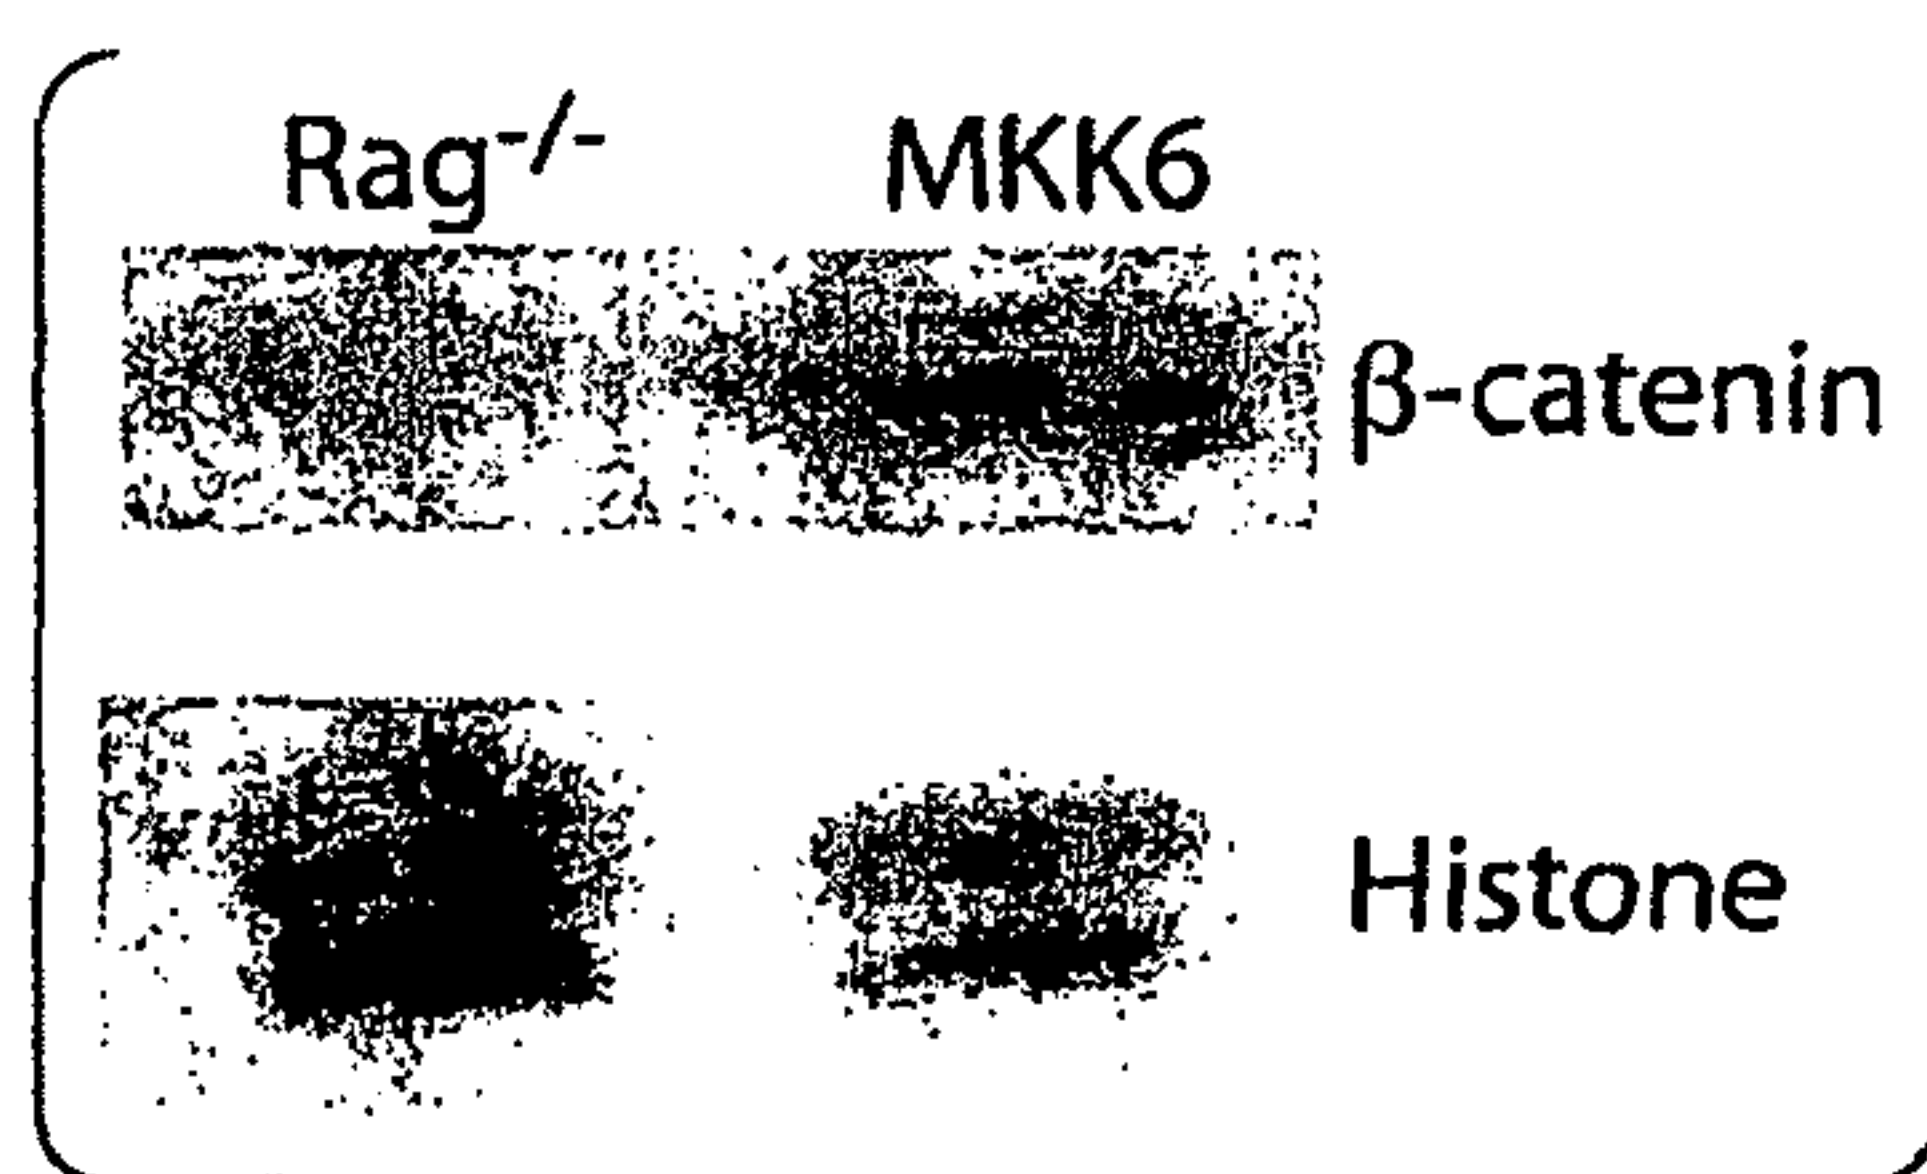 Rag-/- MKK6
β-catenin
Histone